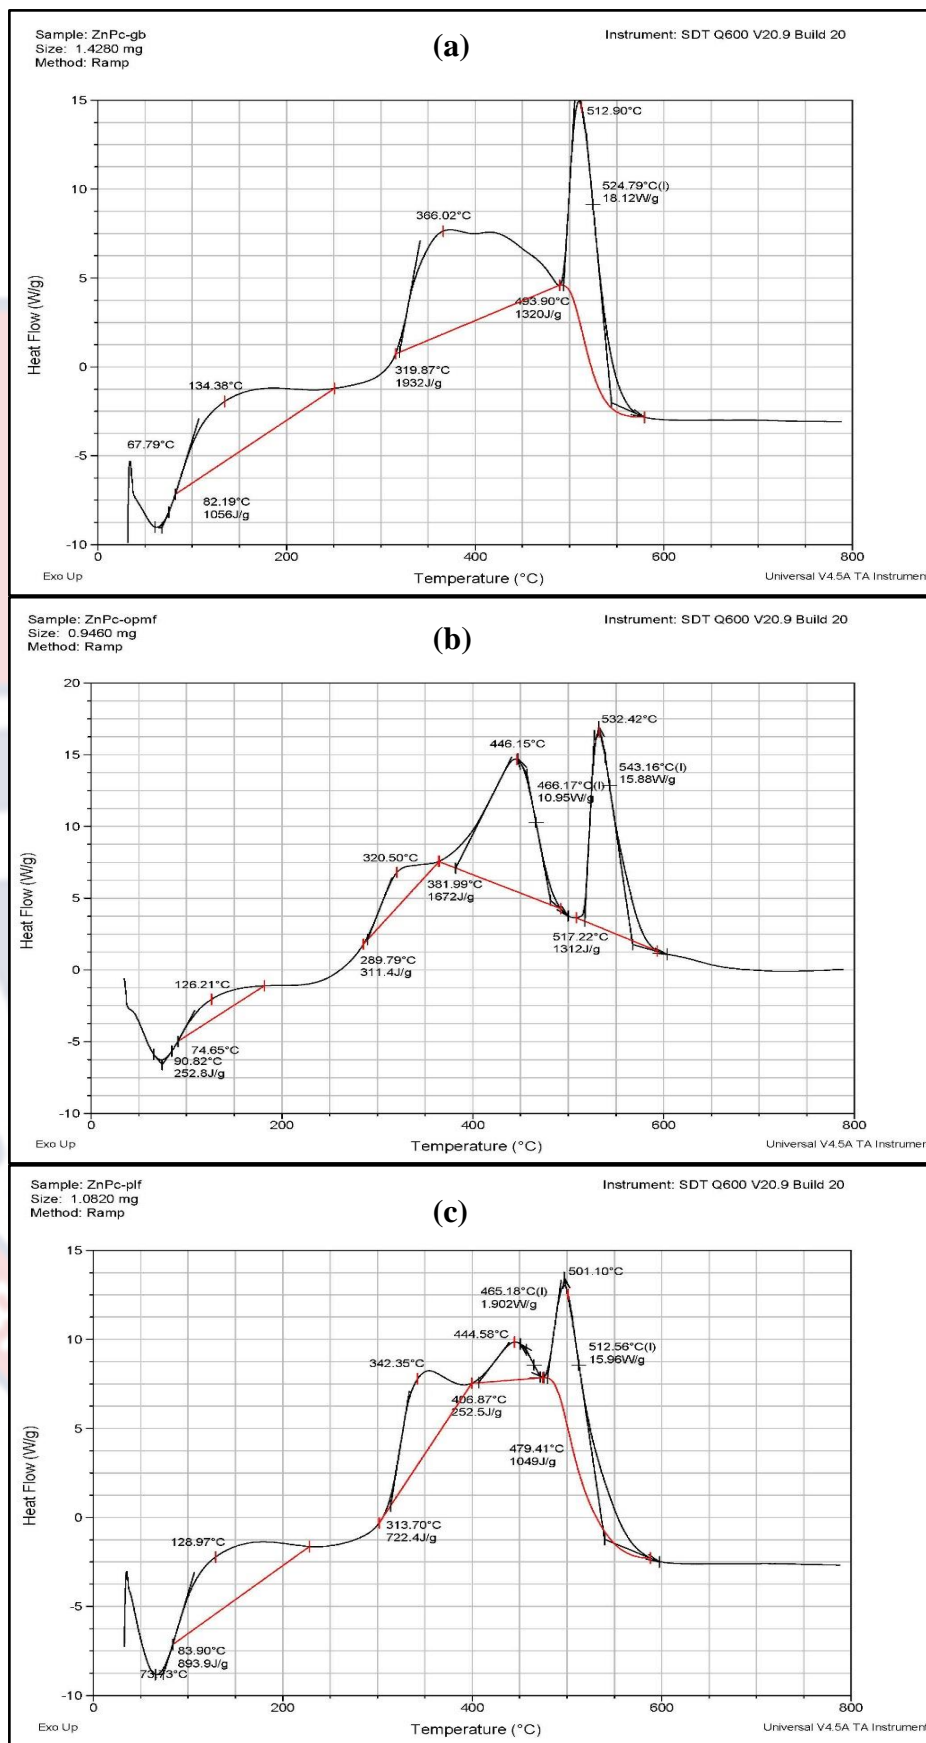 Sample: ZnPc-gb
Size: 1.4280 mg
Method: Ramp
(a)
Instrument: SDT Q600 V20.9 Build 20
15
10
5
0
-5
-10
Heat Flow (W/g)
512.90°C
524.79°C(I)
18.12W/g
366.02°C
493.90°C
1320J/g
319.87°C
1932J/g
134.38°C
67.79°C
82.19°C
1056J/g
0
200
400
600
800
Exo Up
Temperature (°C)
Universal V4.5A TA Instrument
Sample: ZnPc-opmf
Size: 0.9460 mg
Method: Ramp
(b)
Instrument: SDT Q600 V20.9 Build 20
20
15
10
5
0
-5
-10
Heat Flow (W/g)
532.42°C
446.15°C
543.16°C(I)
15.88W/g
466.17°C(I)
10.95W/g
320.50°C
381.99°C
1672J/g
517.22°C
1312J/g
289.79°C
311.4J/g
126.21°C
74.65°C
90.82°C
252.8J/g
0
200
400
600
800
Exo Up
Temperature (°C)
Universal V4.5A TA Instrument
Sample: ZnPc-plf
Size: 1.0820 mg
Method: Ramp
(c)
Instrument: SDT Q600 V20.9 Build 20
15
10
5
0
-5
-10
Heat Flow (W/g)
501.10°C
465.18°C(I)
1.902W/g
444.58°C
512.56°C(I)
15.96W/g
342.35°C
406.87°C
252.5J/g
479.41°C
1049J/g
313.70°C
722.4J/g
128.97°C
83.90°C
893.9J/g
0
200
400
600
800
Exo Up
Temperature (°C)
Universal V4.5A TA Instrument